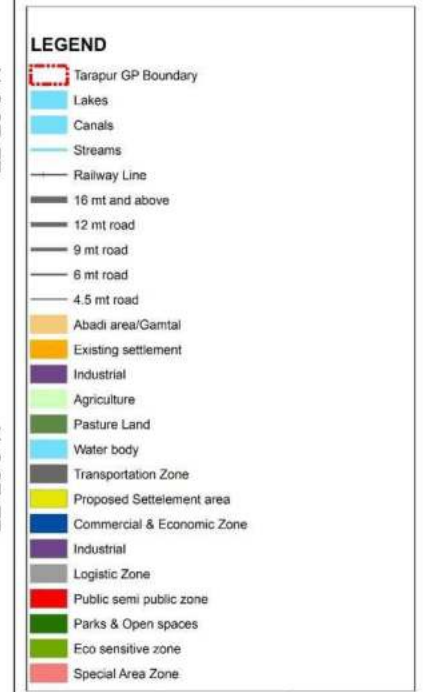 LEGEND
Tarapur GP Boundary
Lakes
Canals
Streams
Railway Line
16 mt and above
12 mt road
9 mt road
6 mt road
4.5 mt road
Abadi area/Gamtal
Existing settlement
Industrial
Agriculture
Pasture Land
Water body
Transportation Zone
Proposed Settelement area
Commercial & Economic Zone
Industrial
Logistic Zone
Public semi public zone
Parks & Open spaces
Eco sensitive zone
Special Area Zone